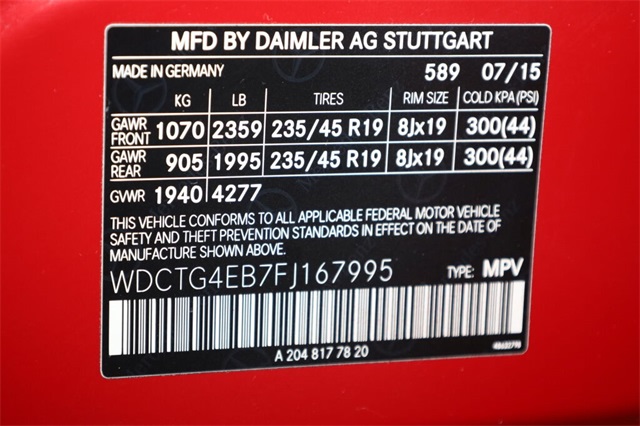 MFD BY DAIMLER AG STUTTGART
MADE IN GERMANY 589 07/15
KG LB TIRES RIM SIZE COLD KPA (PSI)
GAWR FRONT 1070 2359 235/45 R19 8Jx19 300(44)
GAWR REAR 905 1995 235/45 R19 8Jx19 300(44)
GVWR 1940 4277
THIS VEHICLE CONFORMS TO ALL APPLICABLE FEDERAL MOTOR VEHICLE
SAFETY AND THEFT PREVENTION STANDARDS IN EFFECT ON THE DATE OF
MANUFACTURE SHOWN ABOVE.
WDCTG4EB7FJ167995 TYPE: MPV
A 204 817 78 20